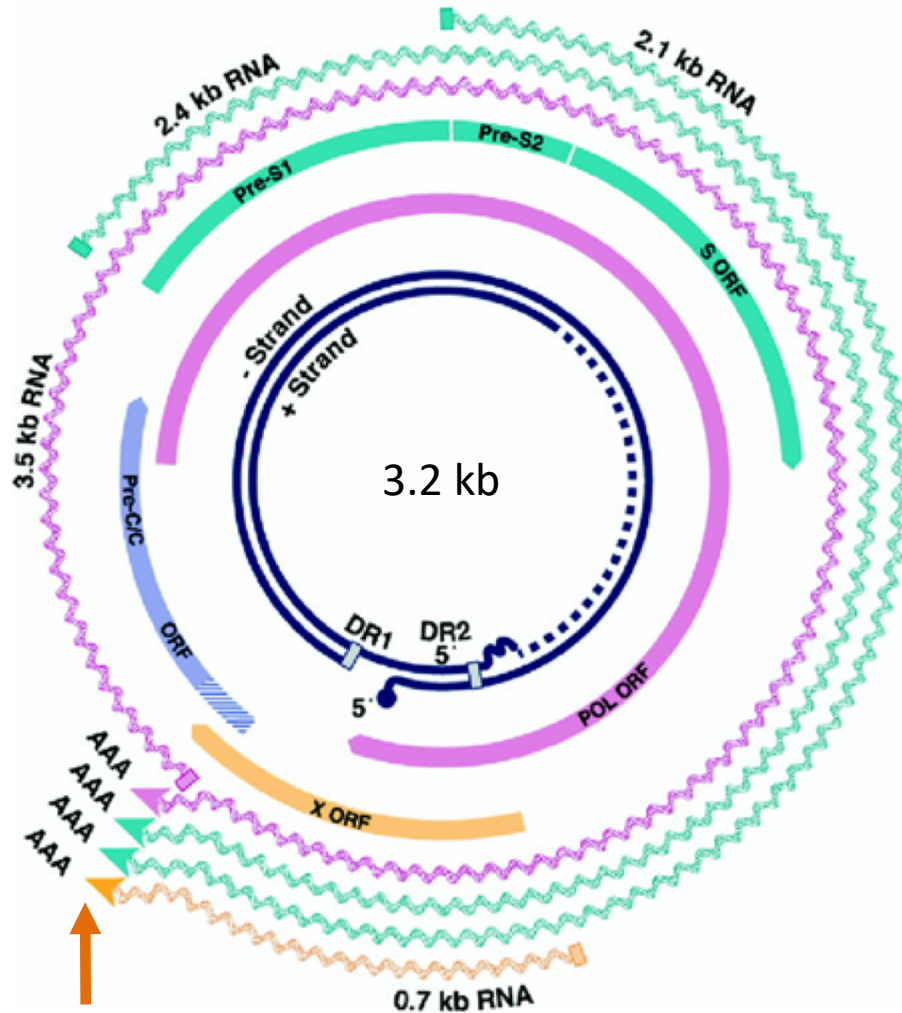 2.1 kb RNA
2.4 kb RNA
Pre-S1
Pre-S2
S ORF
- Strand
+ Strand
3.5 kb RNA
3.2 kb
Pre-C/C
ORF
DR1
DR2
5'
5'
POL ORF
X ORF
AAA
AAA
AAA
AAA
0.7 kb RNA